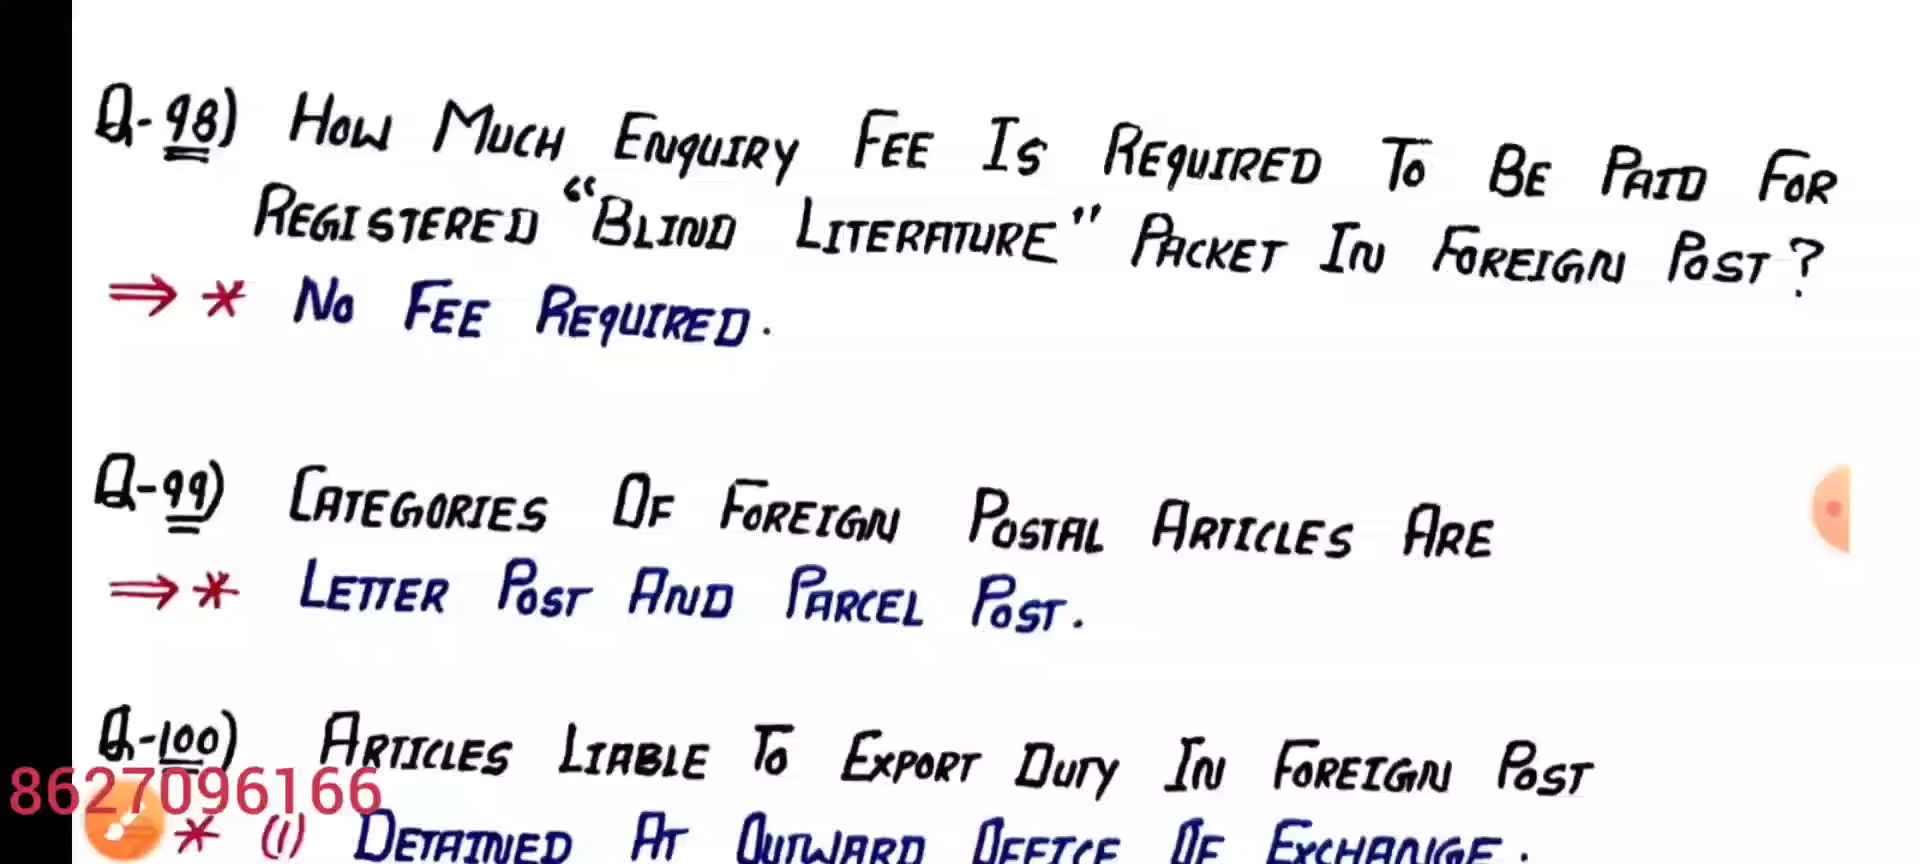 Q-98) HOW MUCH ENQUIRY FEE IS REQUIRED TO BE PAID FOR
REGISTERED "BLIND LITERATURE" PACKET IN FOREIGN POST?
⇒ * NO FEE REQUIRED.
Q-99) CATEGORIES OF FOREIGN POSTAL ARTICLES ARE
⇒ * LETTER POST AND PARCEL POST.
Q-100) ARTICLES LIABLE TO EXPORT DUTY IN FOREIGN POST
8627096166
⇒ * (1) DETAINED AT OUTWARD OFFICE OF EXCHANGE.